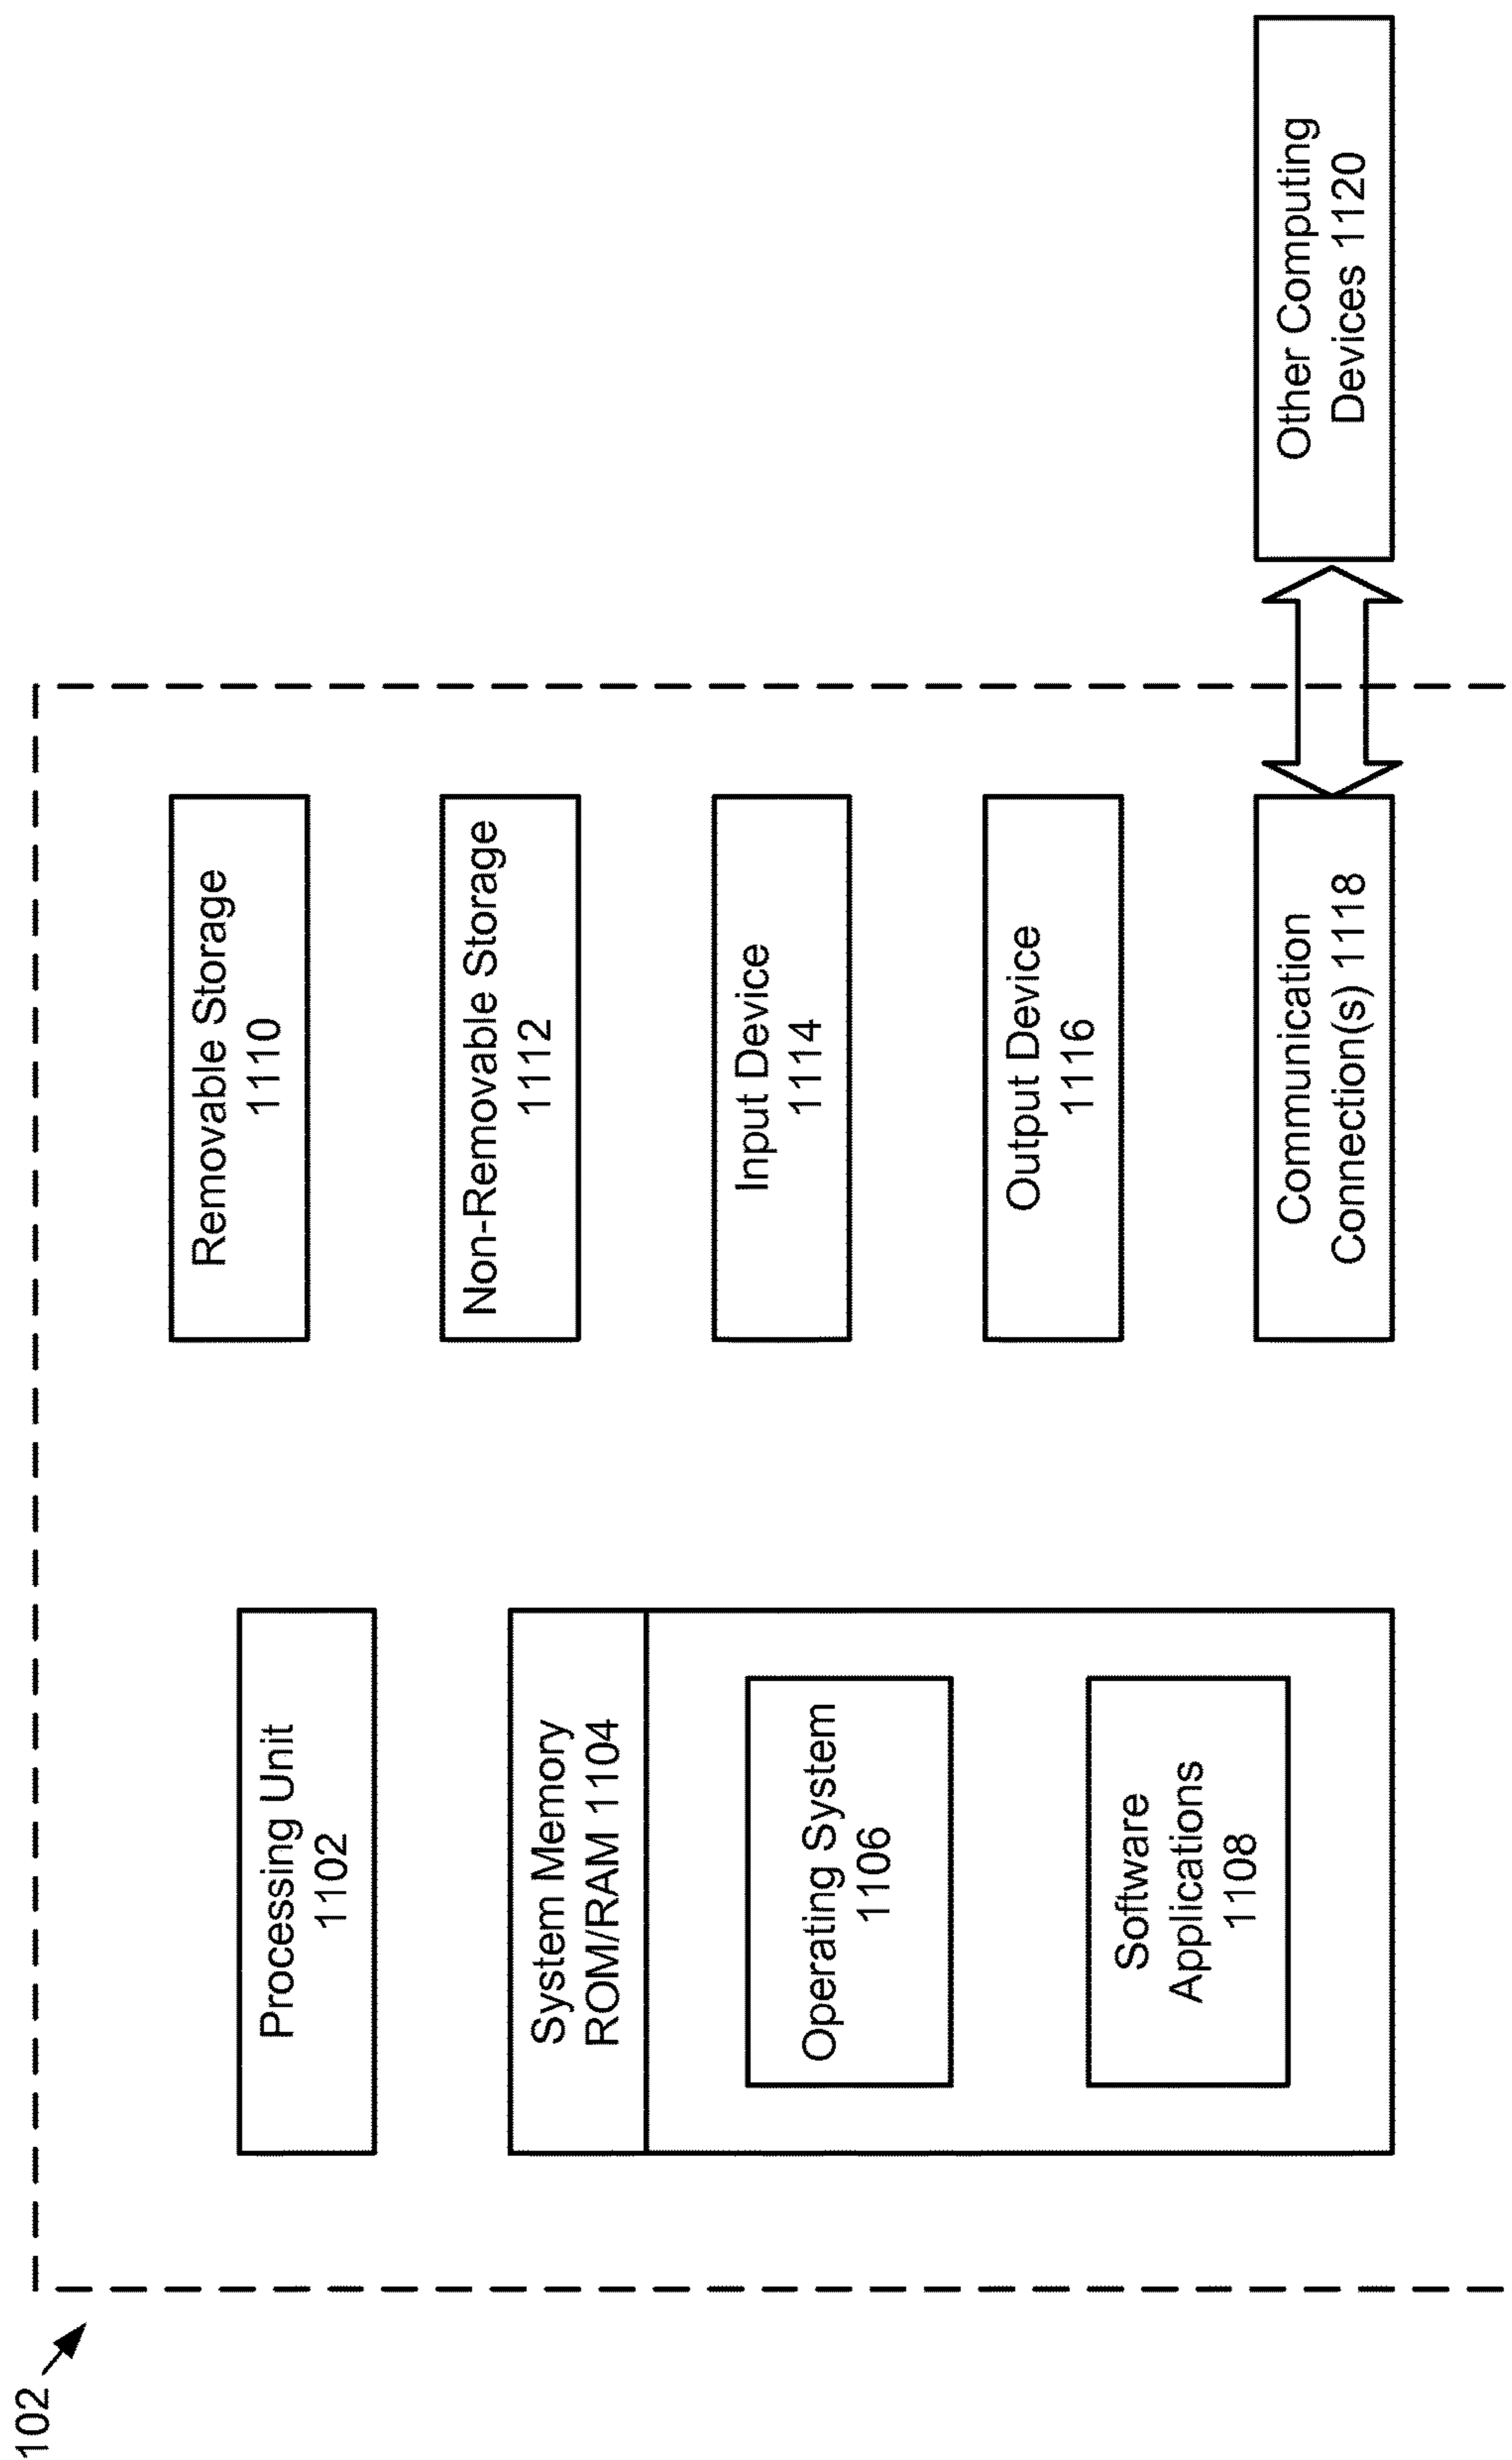 102
Processing Unit
1102
System Memory
ROM/RAM 1104
Operating System
1106
Software
Applications
1108
Removable Storage
1110
Non-Removable Storage
1112
Input Device
1114
Output Device
1116
Communication
Connection(s) 1118
Other Computing
Devices 1120